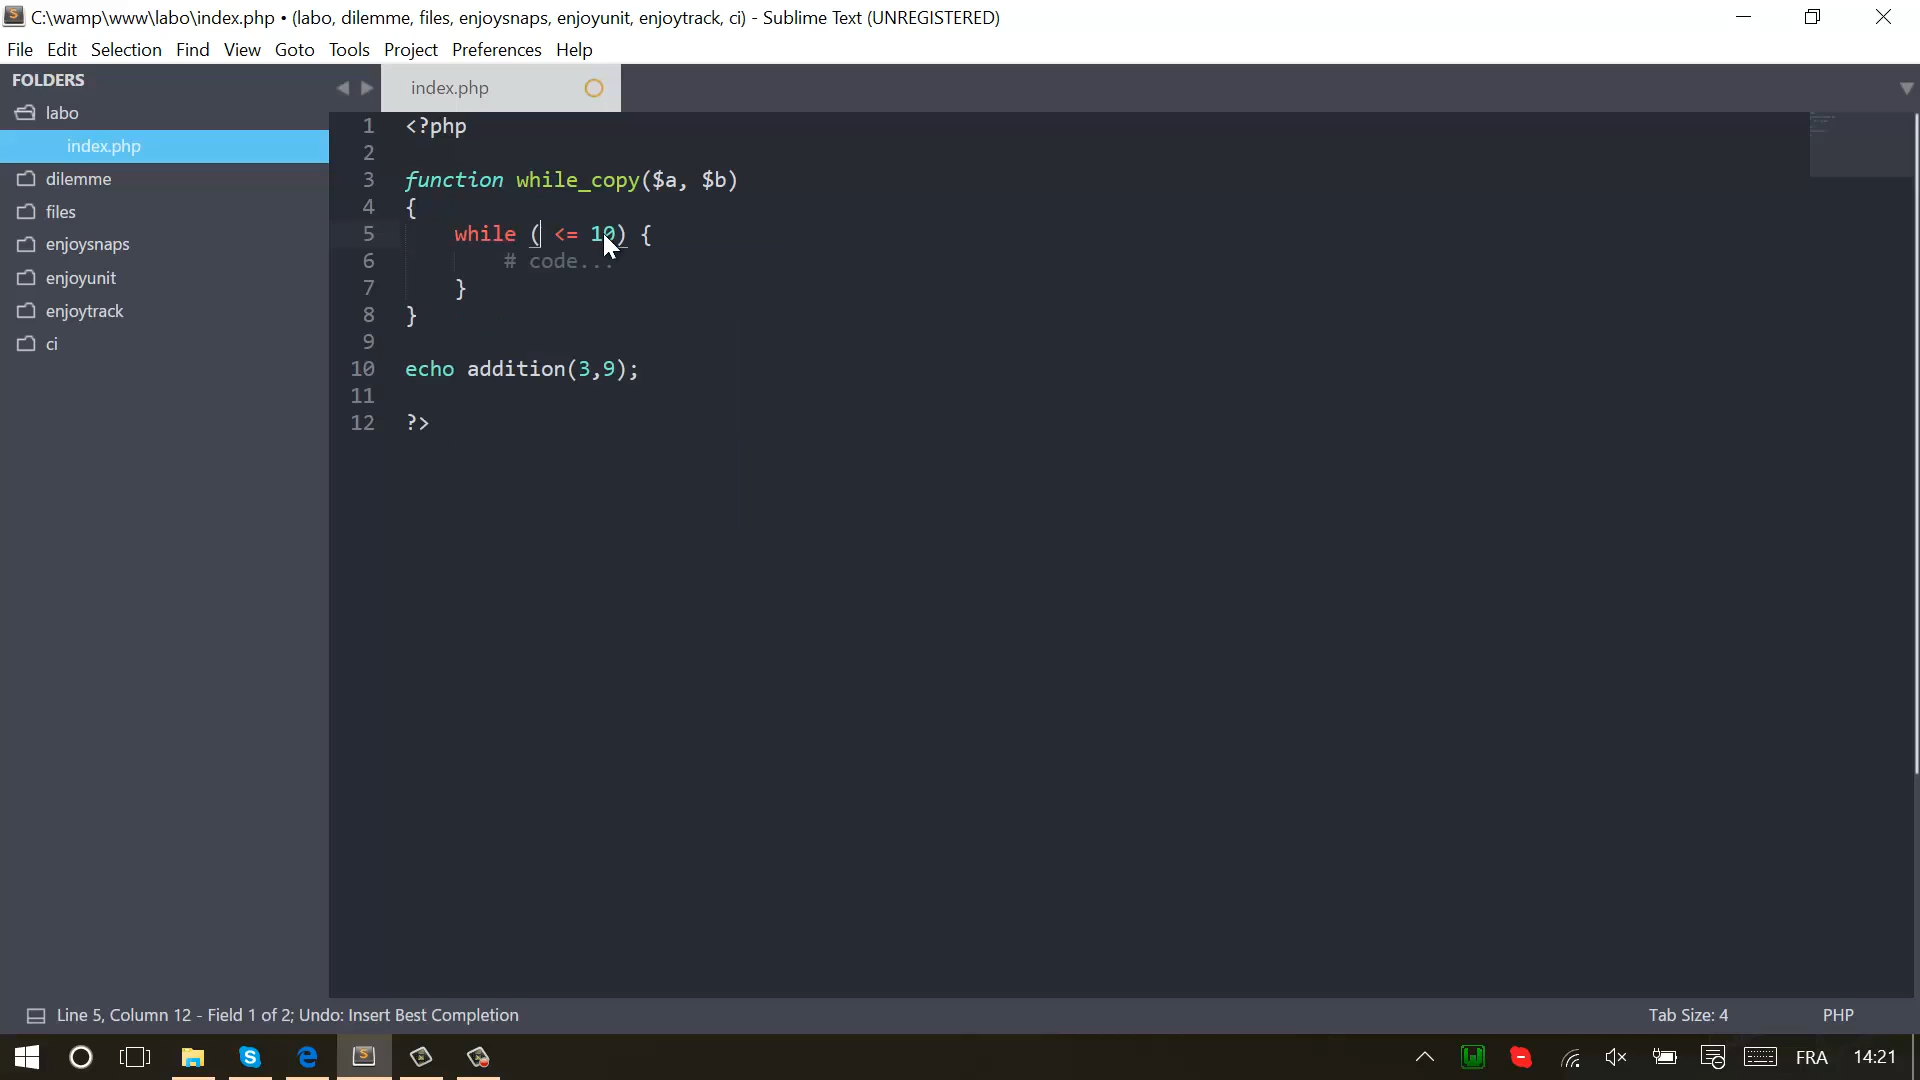 C:\wamp\www\labo\index.php • (labo, dilemme, files, enjoysnaps, enjoyunit, enjoytrack, ci) - Sublime Text (UNREGISTERED)
File Edit Selection Find View Goto Tools Project Preferences Help
FOLDERS
labo
index.php
dilemme
files
enjoysnaps
enjoyunit
enjoytrack
ci
index.php
1 <?php
2
3 function while_copy($a, $b)
4 {
5 while ( <= 10) {
6 # code...
7 }
8 }
9
10 echo addition(3,9);
11
12 ?>
Line 5, Column 12 - Field 1 of 2; Undo: Insert Best Completion
Tab Size: 4
PHP
FRA
14:21